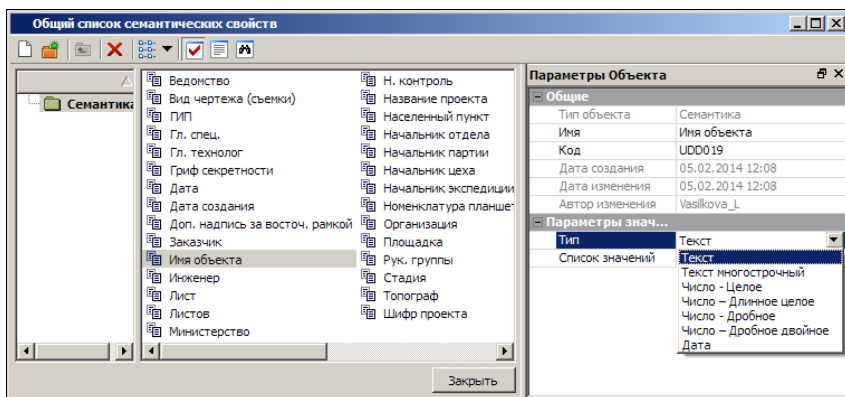 Общий список семантических свойств
Семантика
Ведомство
Вид чертежа (съемки)
ГИП
Гл. спец.
Гл. технолог
Гриф секретности
Дата
Дата создания
Доп. надпись за восточ. рамкой
Заказчик
Имя объекта
Инженер
Лист
Листов
Министерство
Н. контроль
Название проекта
Населенный пункт
Начальник отдела
Начальник партии
Начальник цеха
Начальник экспедиции
Номенклатура планшет
Организация
Площадка
Рук. группы
Стадия
Топограф
Шифр проекта
Закрыть
Параметры Объекта
Общие
Тип объекта Семантика
Имя Имя объекта
Код UDD019
Дата создания 05.02.2014 12:08
Дата изменения 05.02.2014 12:08
Автор изменения Vasilkova_L
Параметры знач...
Тип Текст
Список значений Текст
Текст многострочный
Число - Целое
Число – Длинное целое
Число - Дробное
Число – Дробное двойное
Дата